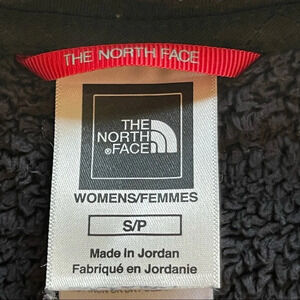 THE NORTH FACE
THE
NORTH
FACE
®
WOMENS/FEMMES
S/P
Made in Jordan
Fabriqué en Jordanie